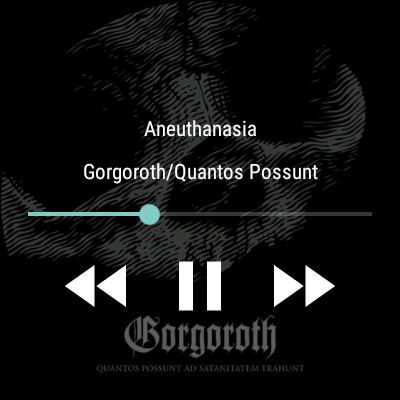 Aneuthanasia
Gorgoroth/Quantos Possunt
Gorgoroth
QUANTOS POSSUNT AD SATANITATEM TRAHUNT